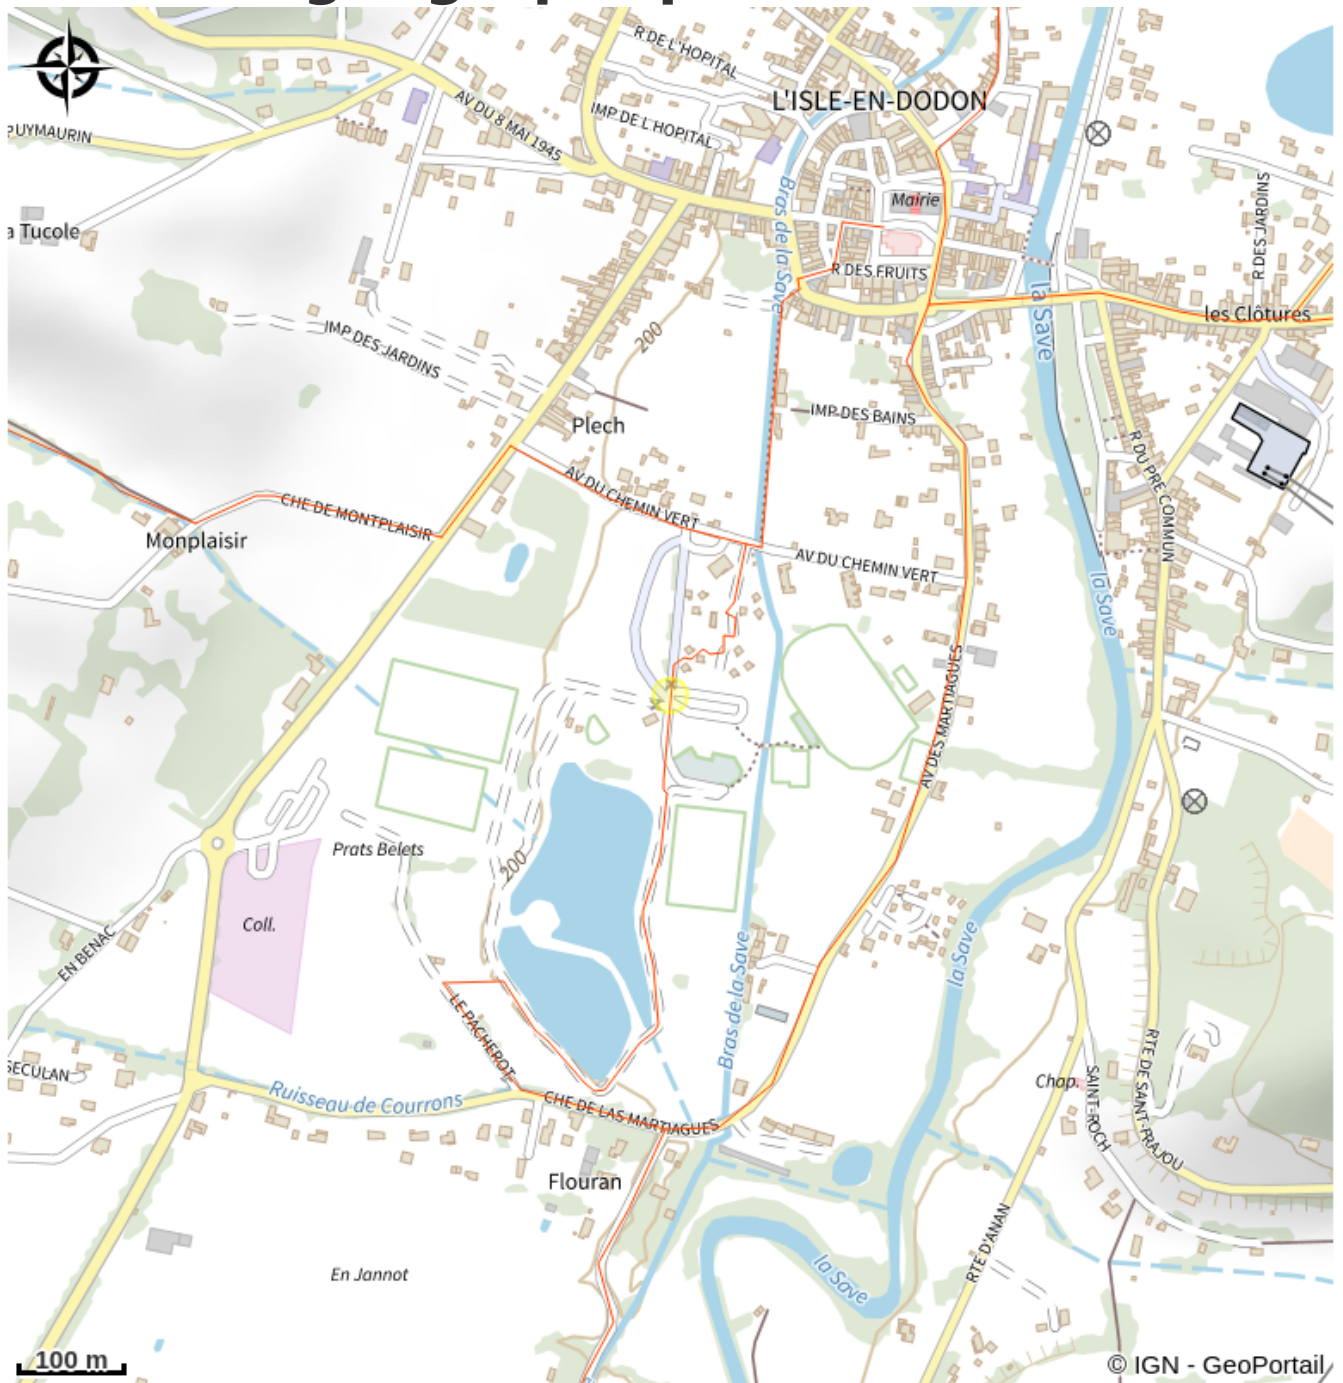 R DE L'HOPITAL
L'ISLE-EN-DODON
AV DU 8 MAI 1945
IMP DE L'HOPITAL
PUYMAURIN
Mairie
R DES JARDINS
a Tucole
Bras de la Save
R DES FRUITS
la Save
les Clôtures
IMP DES JARDINS
200
Plech
IMP DES BAINS
R DU PRE COMMUN
AV DU CHEMIN VERT
CHE DE MONTPLAISIR
Monplaisir
AV DU CHEMIN VERT
la Save
AV DES MARTIAGUES
Prats Belets
200
Coll.
EN BENAC
la Save
Bras de la Save
LE PACHEROT
SECULAN
Ruisseau de Courrons
CHE DE LAS MARTIAGUES
Chap.
SAINT-ROCH
RTE DE SAINT-FRAJOU
Flouran
RTE D'ANAN
la Save
En Jannot
100 m
© IGN - GeoPortail